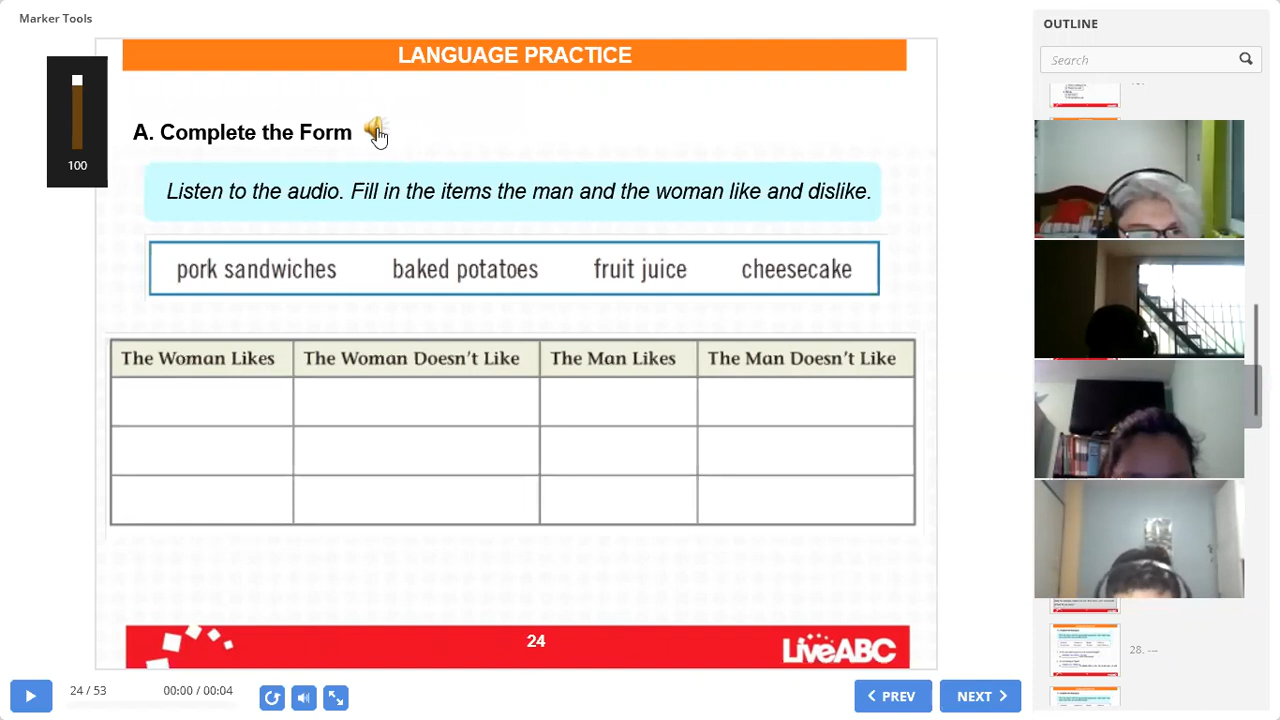 Marker Tools
OUTLINE
LANGUAGE PRACTICE
Search
100
A. Complete the Form
Listen to the audio. Fill in the items the man and the woman like and dislike.
pork sandwiches baked potatoes fruit juice cheesecake
The Woman Likes The Woman Doesn't Like The Man Likes The Man Doesn't Like
24
LiveABC
28. ---
24 / 53 00:00 / 00:04 PREV NEXT